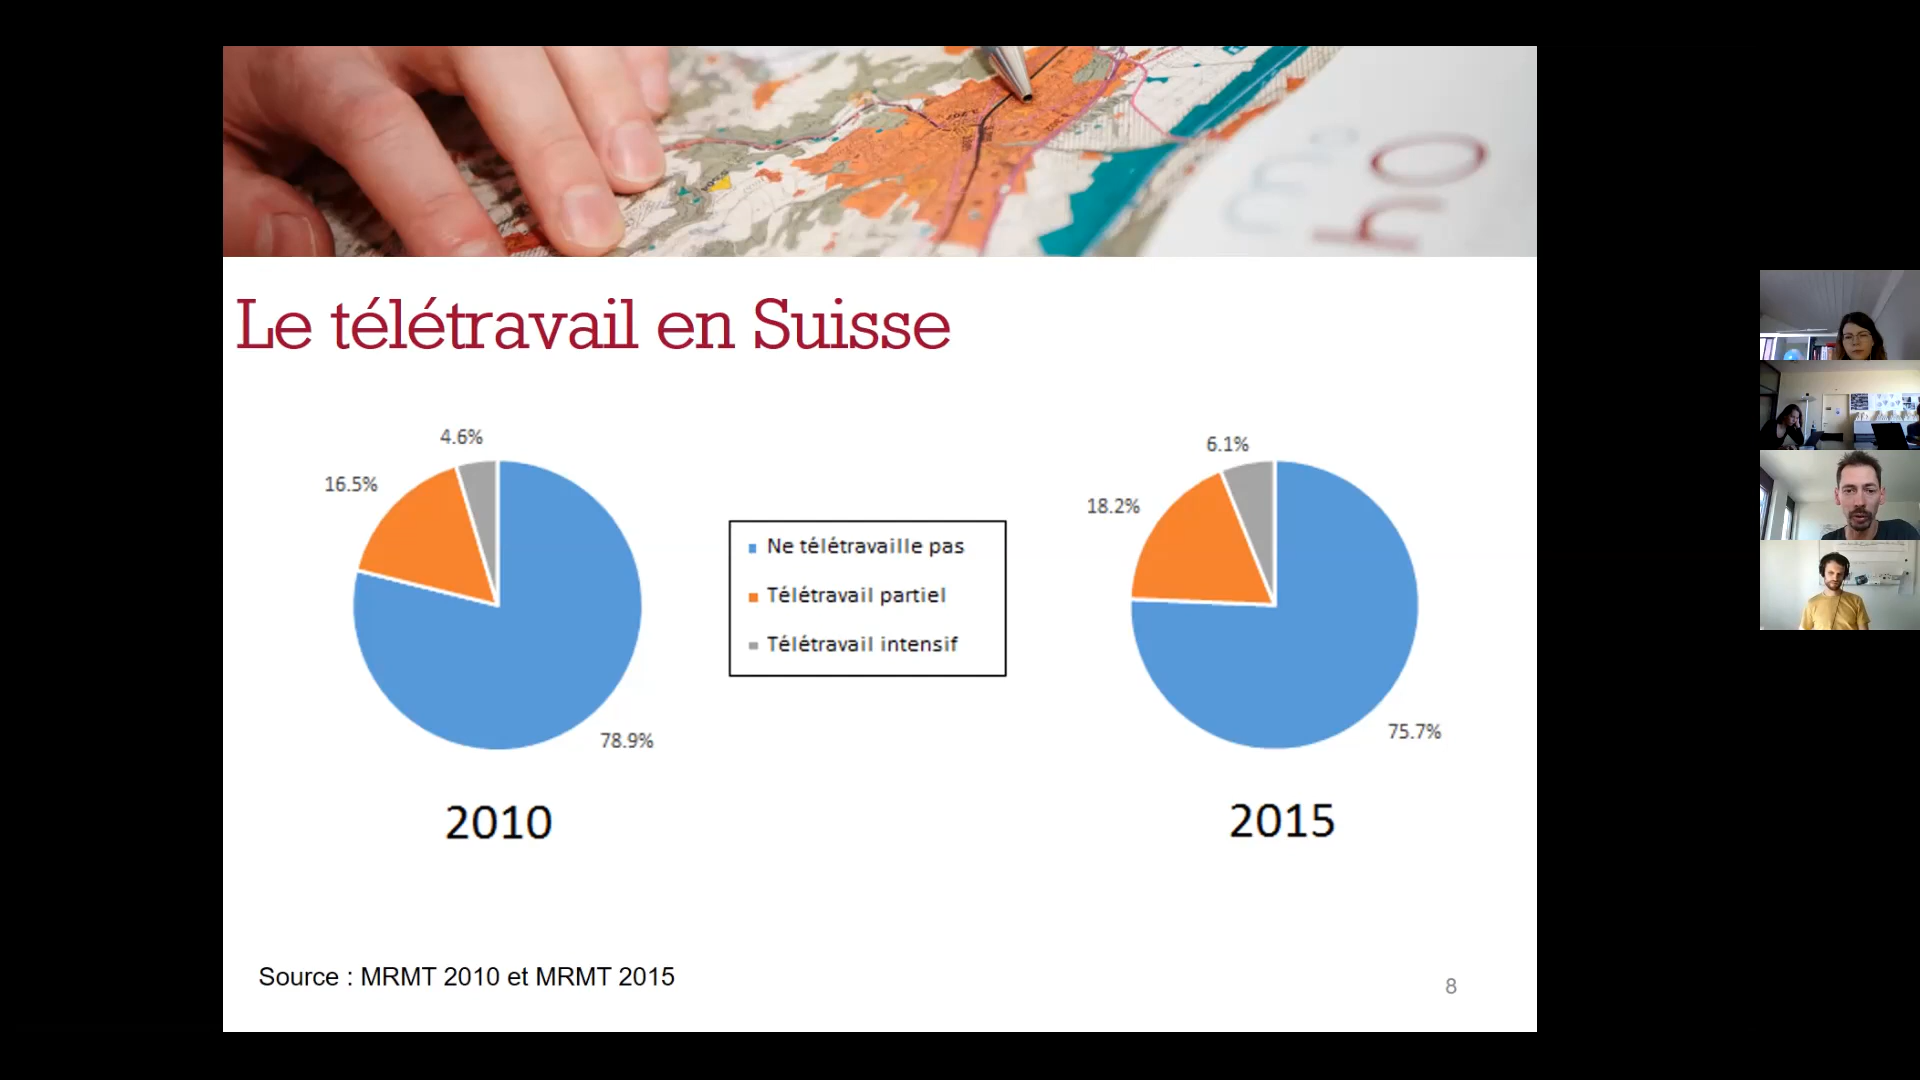 Le télétravail en Suisse
4.6%
16.5%
78.9%
2010
Ne télétravaille pas
Télétravail partiel
Télétravail intensif
6.1%
18.2%
75.7%
2015
Source : MRMT 2010 et MRMT 2015
8